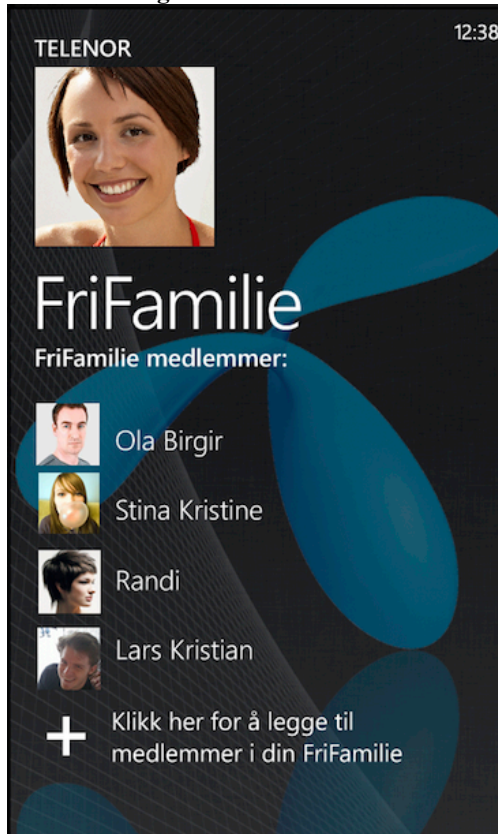 TELENOR
12:38
FriFamilie
FriFamilie medlemmer:
Ola Birgir
Stina Kristine
Randi
Lars Kristian
Klikk her for å legge til
medlemmer i din FriFamilie